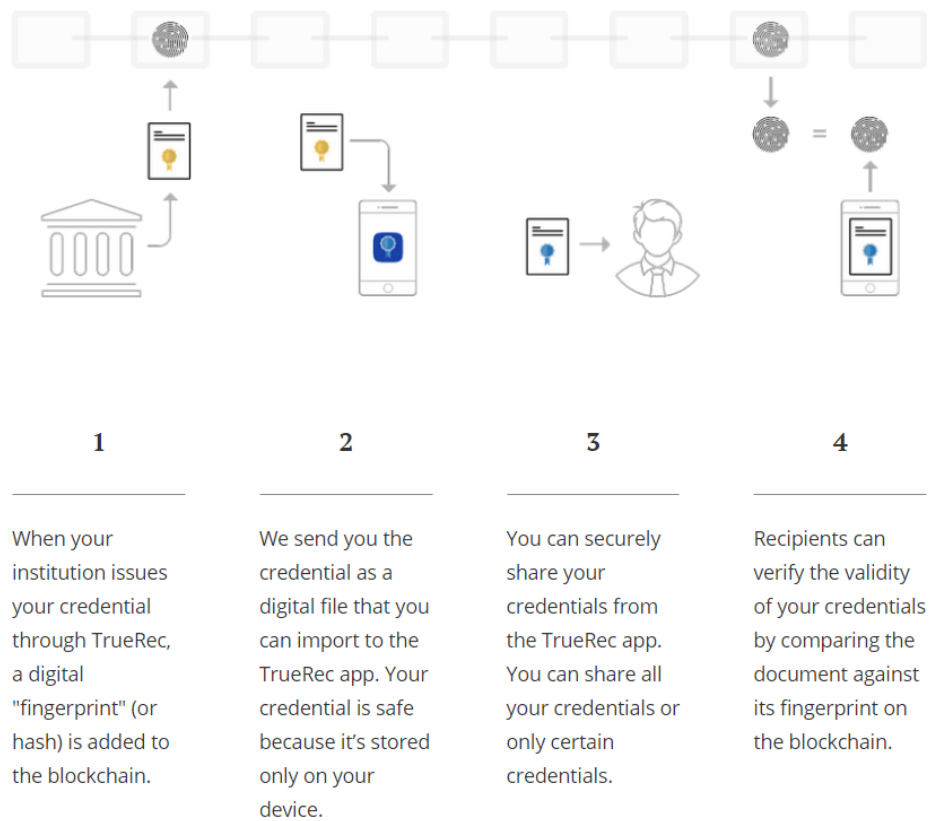 1
When your
institution issues
your credential
through TrueRec,
a digital
"fingerprint" (or
hash) is added to
the blockchain.
2
We send you the
credential as a
digital file that you
can import to the
TrueRec app. Your
credential is safe
because it’s stored
only on your
device.
3
You can securely
share your
credentials from
the TrueRec app.
You can share all
your credentials or
only certain
credentials.
4
Recipients can
verify the validity
of your credentials
by comparing the
document against
its fingerprint on
the blockchain.